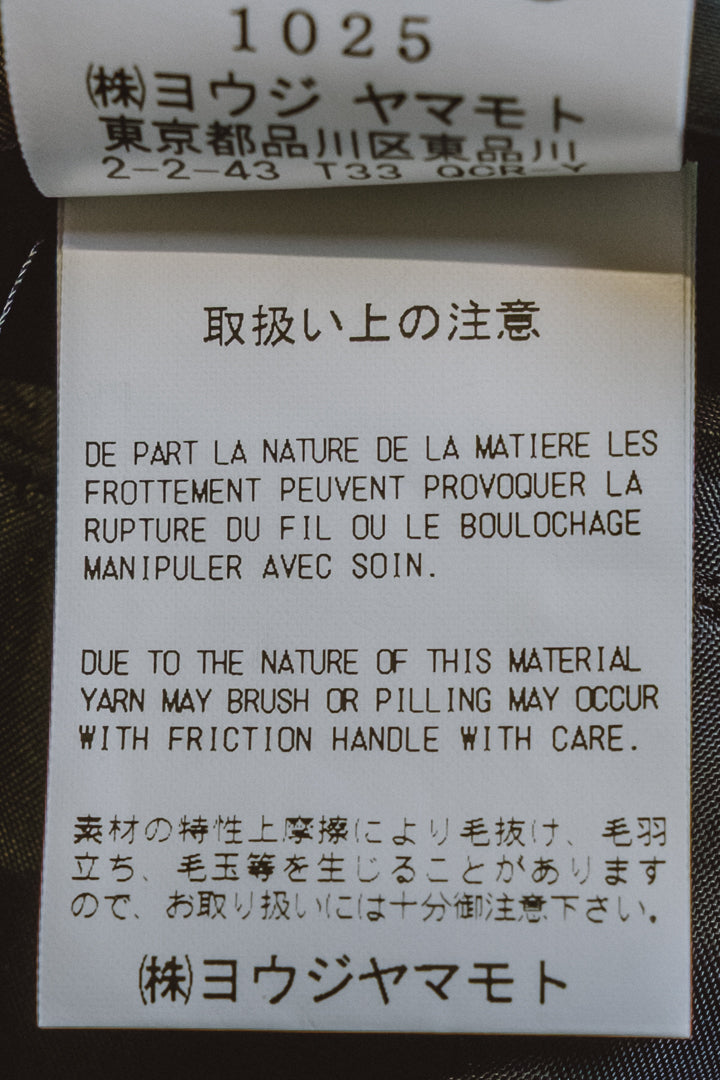 1025
㈱ヨウジ ヤマモト
東京都品川区東品川
2-2-43 T33 QCR-Y
取扱い上の注意
DE PART LA NATURE DE LA MATIERE LES
FROTTEMENT PEUVENT PROVOQUER LA
RUPTURE DU FIL OU LE BOULOCHAGE
MANIPULER AVEC SOIN.
DUE TO THE NATURE OF THIS MATERIAL
YARN MAY BRUSH OR PILLING MAY OCCUR
WITH FRICTION HANDLE WITH CARE.
素材の特性上摩擦により毛抜け、毛羽
立ち、毛玉等を生じることがあります
ので、お取り扱いには十分御注意下さい。
㈱ヨウジヤマモト